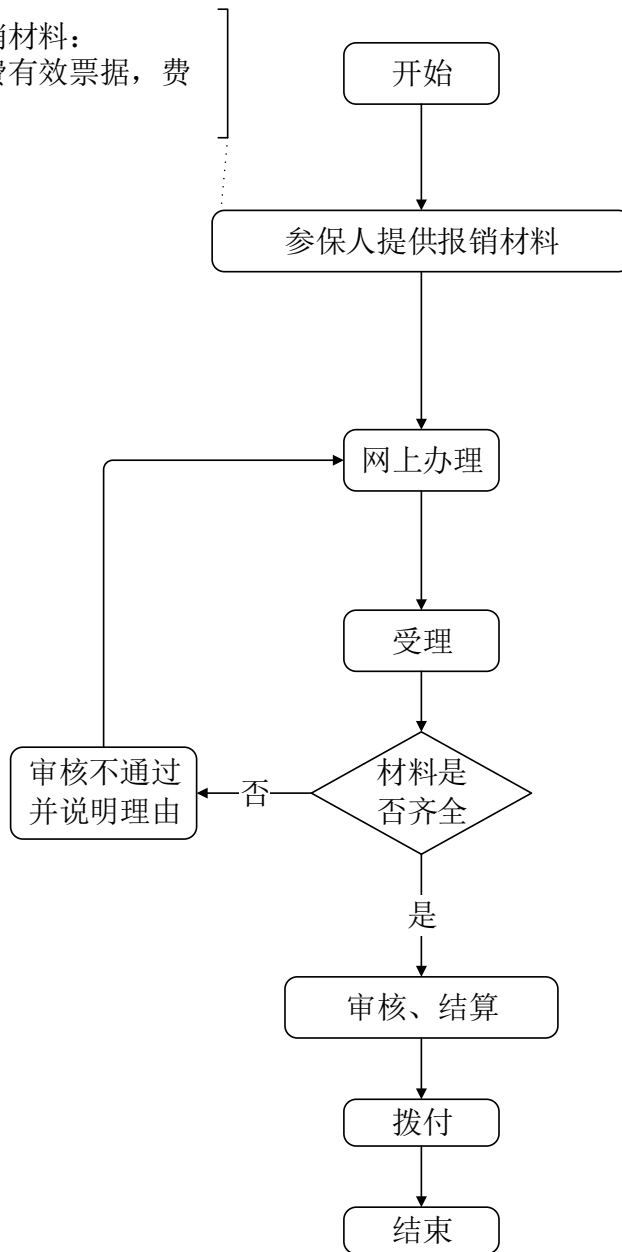 销材料：
费有效票据，费
开始
参保人提供报销材料
网上办理
受理
材料是
否齐全
否
审核不通过
并说明理由
是
审核、结算
拨付
结束